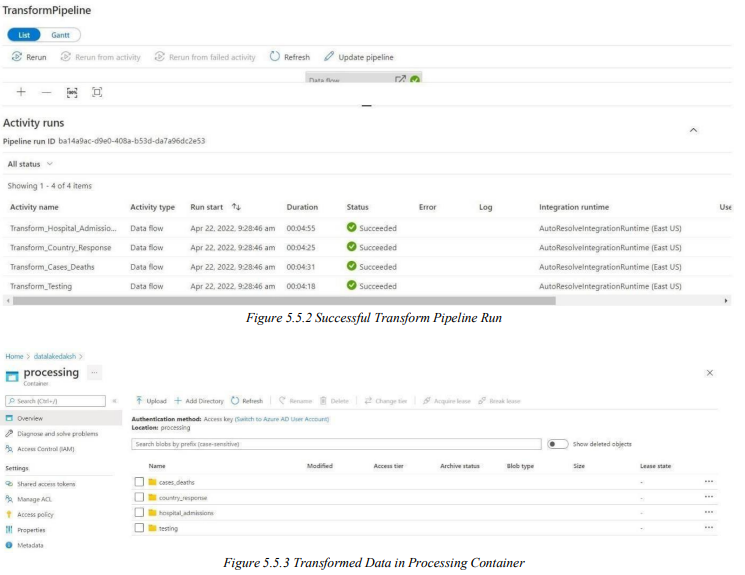 TransformPipeline
List Gantt
Rerun Rerun from activity Rerun from failed activity Refresh Update pipeline
Data flow
Activity runs
Pipeline run ID ba14a9ac-d9e0-408a-b53d-da7a96dc2e53
All status
Showing 1 - 4 of 4 items
Activity name Activity type Run start Duration Status Error Log Integration runtime Use
Transform_Hospital_Admissio... Data flow Apr 22, 2022, 9:28:46 am 00:04:55 Succeeded AutoResolveIntegrationRuntime (East US)
Transform_Country_Response Data flow Apr 22, 2022, 9:28:46 am 00:04:25 Succeeded AutoResolveIntegrationRuntime (East US)
Transform_Cases_Deaths Data flow Apr 22, 2022, 9:28:46 am 00:04:31 Succeeded AutoResolveIntegrationRuntime (East US)
Transform_Testing Data flow Apr 22, 2022, 9:28:46 am 00:04:18 Succeeded AutoResolveIntegrationRuntime (East US)
Figure 5.5.2 Successful Transform Pipeline Run
Home > datalakedaksh >
processing ...
Container
Search (Ctrl+/) « Upload + Add Directory Refresh Rename Delete Change tier Acquire lease Break lease
Overview
Diagnose and solve problems
Access Control (IAM)
Settings
Shared access tokens
Manage ACL
Access policy
Properties
Metadata
Authentication method: Access key (Switch to Azure AD User Account)
Location: processing
Search blobs by prefix (case-sensitive) Show deleted objects
Name Modified Access tier Archive status Blob type Size Lease state
cases_deaths - ...
country_response - ...
hospital_admissions - ...
testing - ...
Figure 5.5.3 Transformed Data in Processing Container